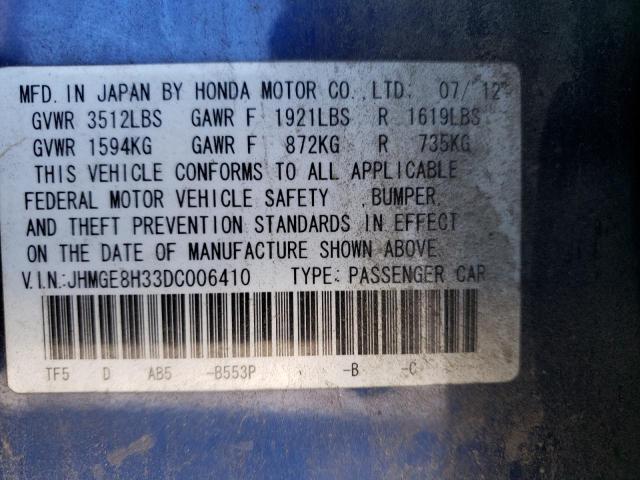 MFD. IN JAPAN BY HONDA MOTOR CO., LTD. 07/12
GVWR 3512LBS GAWR F 1921LBS R 1619LBS
GVWR 1594KG GAWR F 872KG R 735KG
THIS VEHICLE CONFORMS TO ALL APPLICABLE
FEDERAL MOTOR VEHICLE SAFETY , BUMPER,
AND THEFT PREVENTION STANDARDS IN EFFECT
ON THE DATE OF MANUFACTURE SHOWN ABOVE.
V.I.N.:JHMGE8H33DC006410 TYPE: PASSENGER CAR
TF5 D AB5 -B553P -B -C